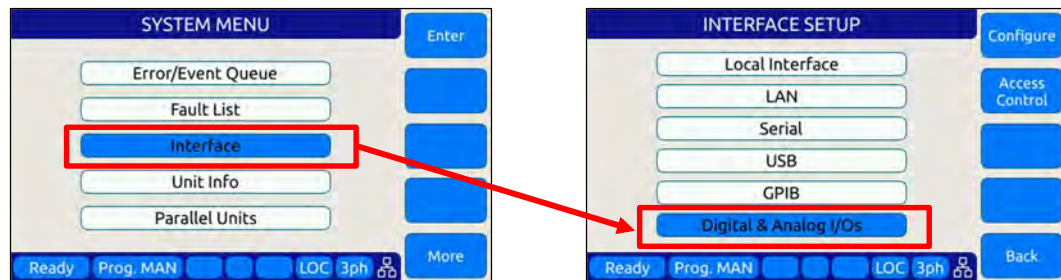 SYSTEM MENU
Enter
Error/Event Queue
Fault List
Interface
Unit Info
Parallel Units
More
Ready Prog. MAN LOC 3ph
INTERFACE SETUP
Configure
Local Interface
Access
Control
LAN
Serial
USB
GPIB
Digital & Analog I/Os
Back
Ready Prog. MAN LOC 3ph